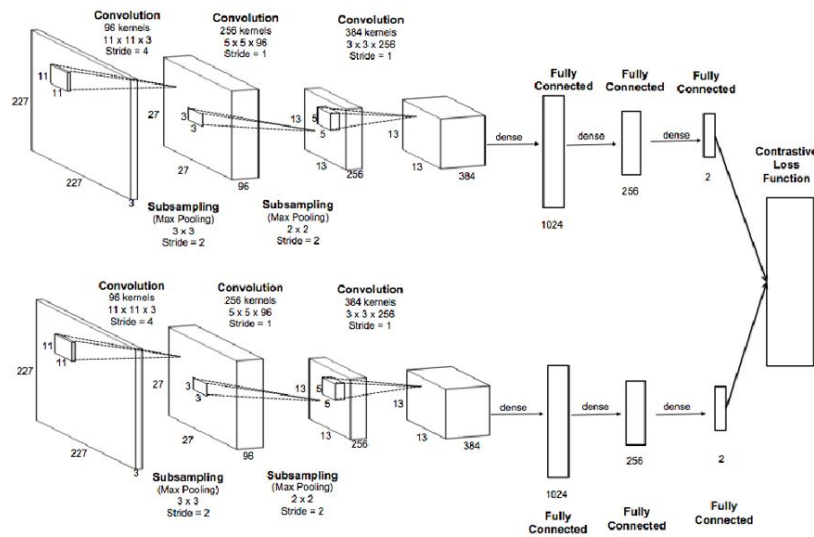 Convolution
96 kernels
11 x 11 x 3
Stride = 4
Convolution
256 kernels
5 x 5 x 96
Stride = 1
Convolution
384 kernels
3 x 3 x 256
Stride = 1
11
11
227
227
3
3
3
27
27
96
5
5
13
13
256
13
13
384
Subsampling
(Max Pooling)
3 x 3
Stride = 2
Subsampling
(Max Pooling)
2 x 2
Stride = 2
dense
Fully
Connected
1024
dense
Fully
Connected
256
dense
Fully
Connected
2
Contrastive
Loss
Function
Convolution
96 kernels
11 x 11 x 3
Stride = 4
Convolution
256 kernels
5 x 5 x 96
Stride = 1
Convolution
384 kernels
3 x 3 x 256
Stride = 1
11
11
227
227
3
3
3
27
27
96
5
5
13
13
256
13
13
384
Subsampling
(Max Pooling)
3 x 3
Stride = 2
Subsampling
(Max Pooling)
2 x 2
Stride = 2
dense
1024
Fully
Connected
dense
256
Fully
Connected
dense
2
Fully
Connected